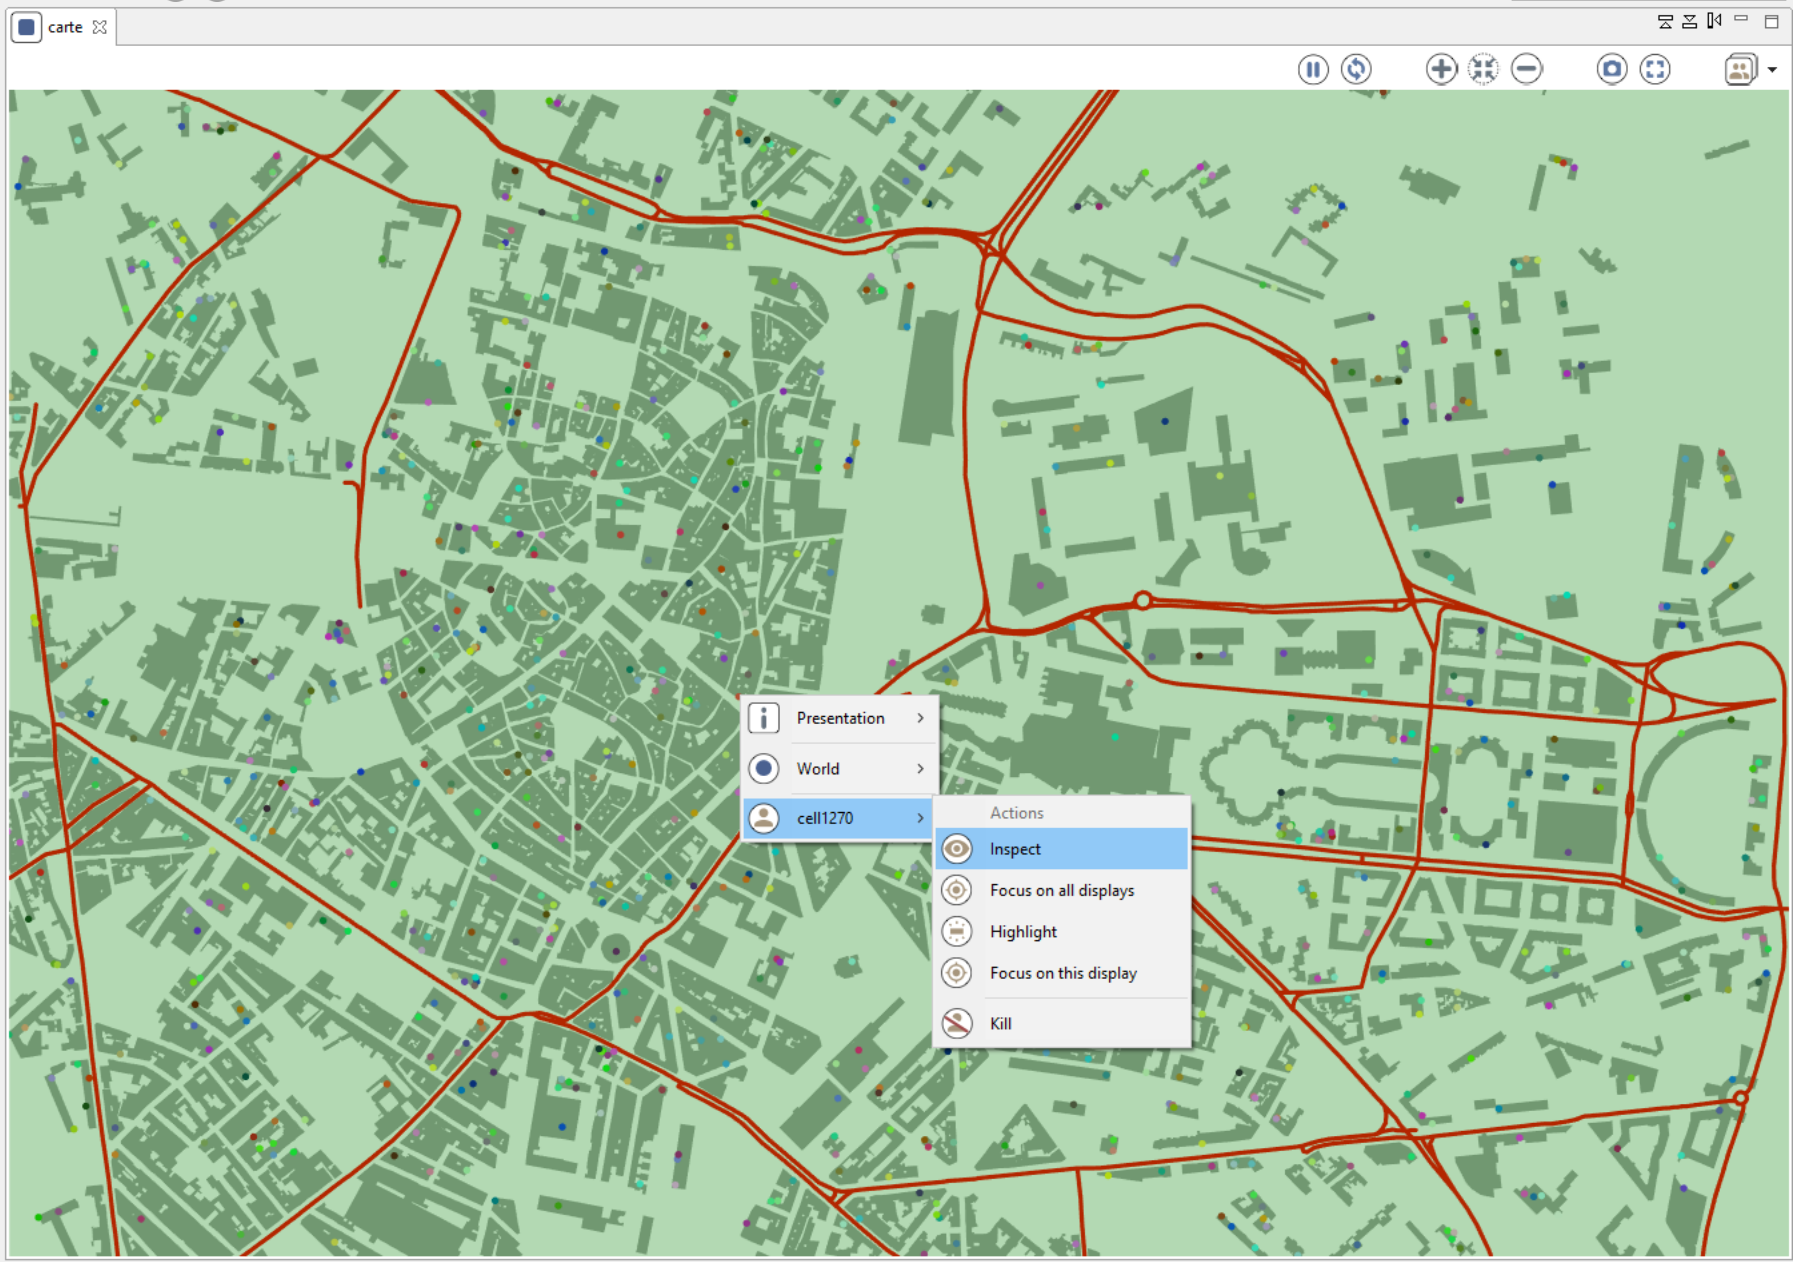 carte
Presentation
World
cell1270
Actions
Inspect
Focus on all displays
Highlight
Focus on this display
Kill